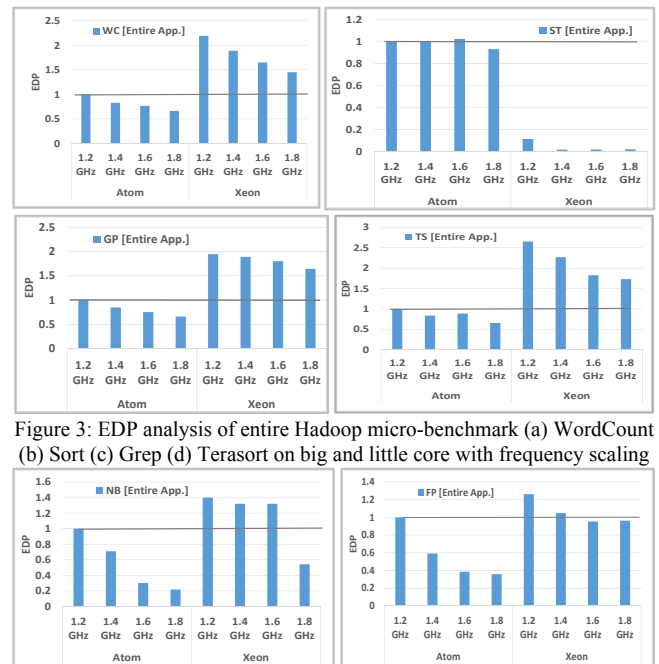 WC [Entire App.]
2.5
2
1.5
1
0.5
0
EDP
1.2 1.4 1.6 1.8 1.2 1.4 1.6 1.8
GHz GHz GHz GHz GHz GHz GHz GHz
Atom Xeon
ST [Entire App.]
1.2
1
0.8
0.6
0.4
0.2
0
EDP
1.2 1.4 1.6 1.8 1.2 1.4 1.6 1.8
GHz GHz GHz GHz GHz GHz GHz GHz
Atom Xeon
GP [Entire App.]
2.5
2
1.5
1
0.5
0
EDP
1.2 1.4 1.6 1.8 1.2 1.4 1.6 1.8
GHz GHz GHz GHz GHz GHz GHz GHz
Atom Xeon
TS [Entire App.]
3
2.5
2
1.5
1
0.5
0
EDP
1.2 1.4 1.6 1.8 1.2 1.4 1.6 1.8
GHz GHz GHz GHz GHz GHz GHz GHz
Atom Xeon
Figure 3: EDP analysis of entire Hadoop micro-benchmark (a) WordCount
(b) Sort (c) Grep (d) Terasort on big and little core with frequency scaling
NB [Entire App.]
1.6
1.4
1.2
1
0.8
0.6
0.4
0.2
0
EDP
1.2 1.4 1.6 1.8 1.2 1.4 1.6 1.8
GHz GHz GHz GHz GHz GHz GHz GHz
Atom Xeon
FP [Entire App.]
1.4
1.2
1
0.8
0.6
0.4
0.2
0
EDP
1.2 1.4 1.6 1.8 1.2 1.4 1.6 1.8
GHz GHz GHz GHz GHz GHz GHz GHz
Atom Xeon